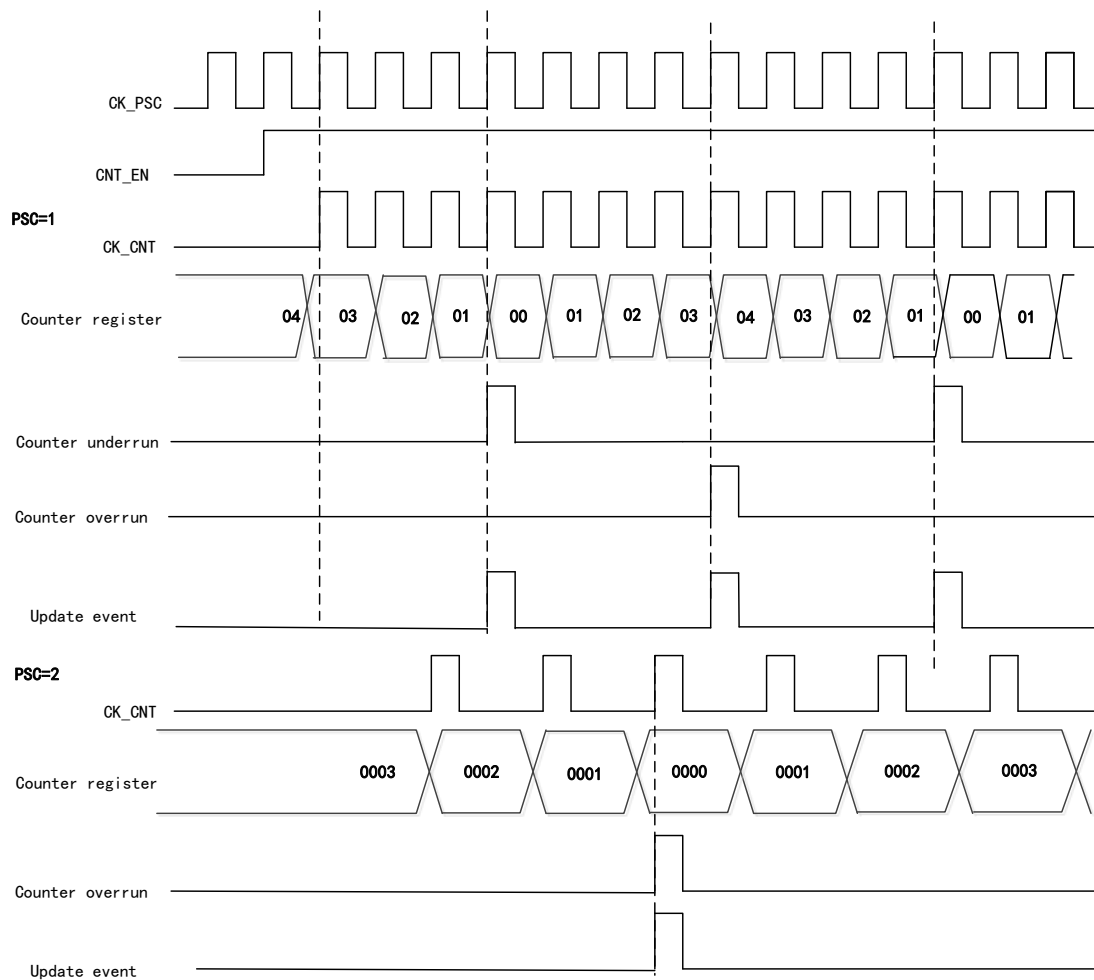 CK_PSC
CNT_EN
PSC=1
CK_CNT
Counter register 04 03 02 01 00 01 02 03 04 03 02 01 00 01
Counter underrun
Counter overrun
Update event
PSC=2
CK_CNT
Counter register 0003 0002 0001 0000 0001 0002 0003
Counter overrun
Update event